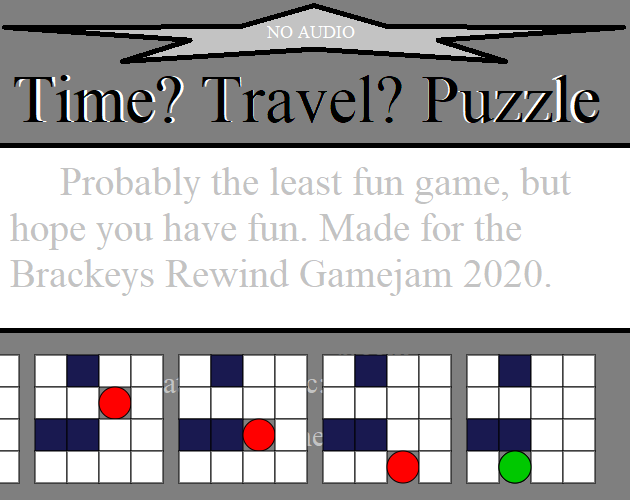 NO AUDIO
Time? Travel? Puzzle
Probably the least fun game, but
hope you have fun. Made for the
Brackeys Rewind Gamejam 2020.